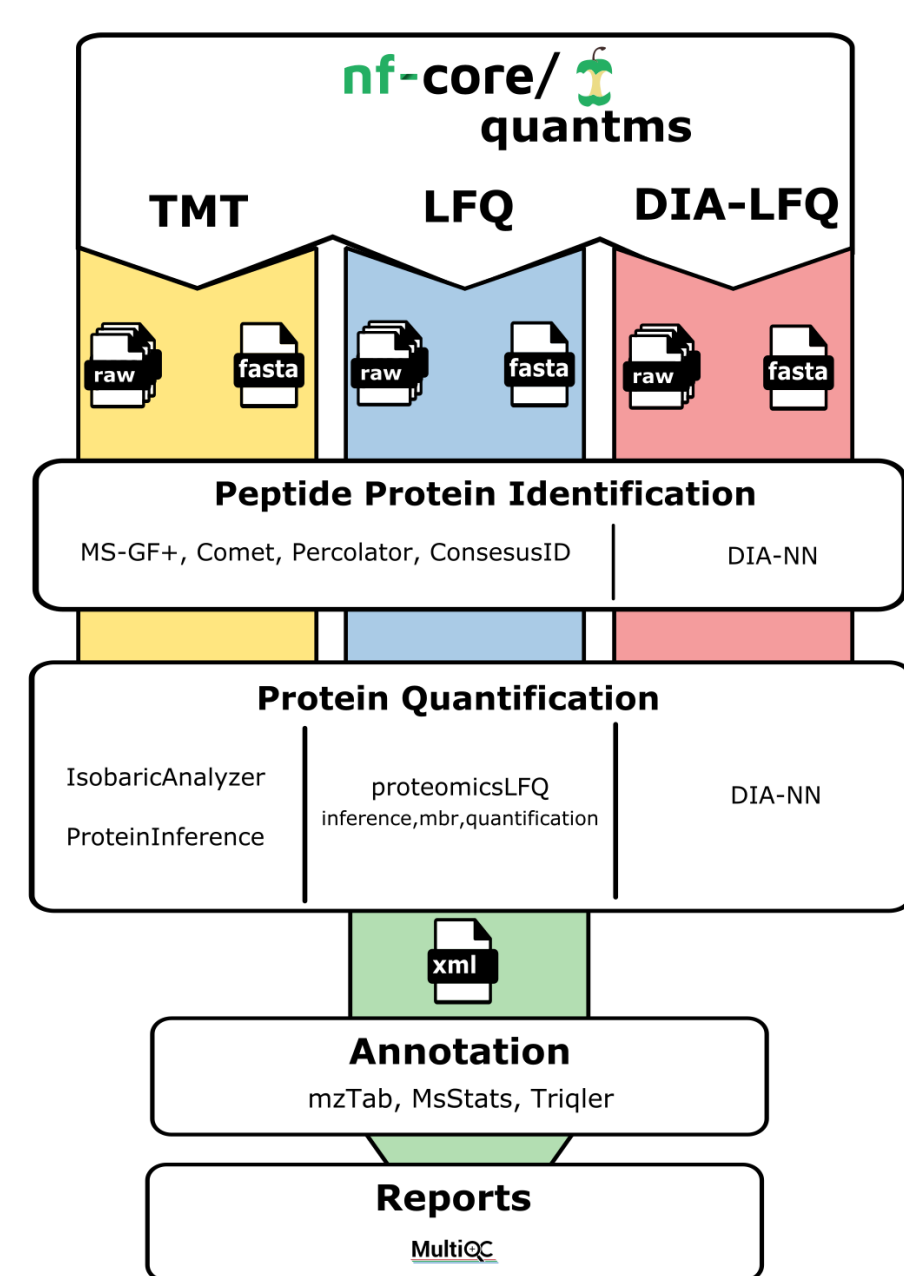 nf-core/
quantms
TMT LFQ DIA-LFQ
raw fasta raw fasta raw fasta
Peptide Protein Identification
MS-GF+, Comet, Percolator, ConsesusID DIA-NN
Protein Quantification
IsobaricAnalyzer
ProteinInference
proteomicsLFQ
inference,mbr,quantification
DIA-NN
xml
Annotation
mzTab, MsStats, Triqler
Reports
MultiQC